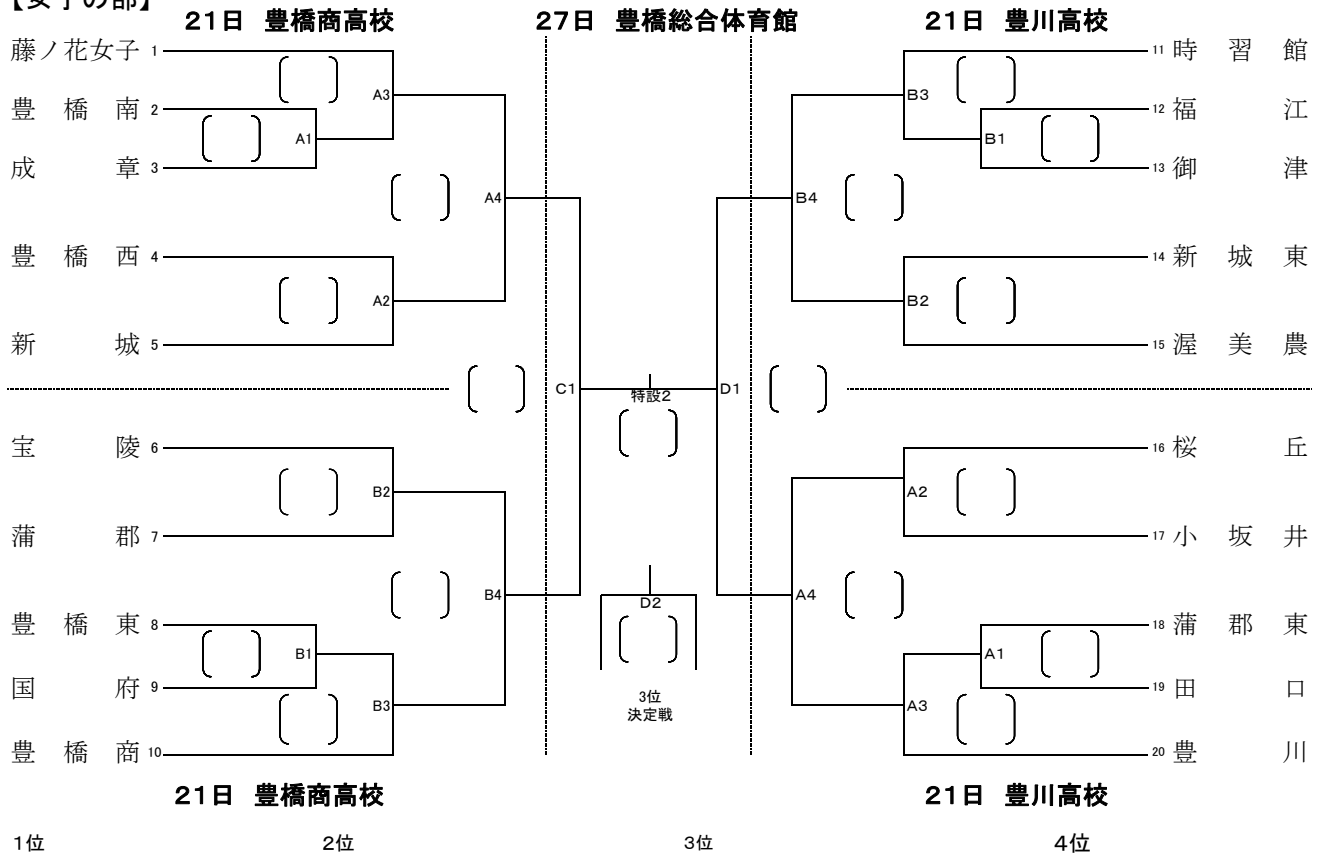 【女子の部】
21日 豊橋商高校 27日 豊橋総合体育館 21日 豊川高校
藤ノ花女子 1
豊橋南 2
成章 3
豊橋西 4
新城 5
宝陵 6
蒲郡 7
豊橋東 8
国府 9
豊橋商 10
A3
A1
A4
A2
B2
B4
B1
B3
C1
特設2
D1
D2
3位
決定戦
B3
B1
B4
B2
A2
A4
A1
A3
11 時習館
12 福江
13 御津
14 新城東
15 渥美農
16 桜丘
17 小坂井
18 蒲郡東
19 田口
20 豊川
21日 豊橋商高校 21日 豊川高校
1位 2位 3位 4位